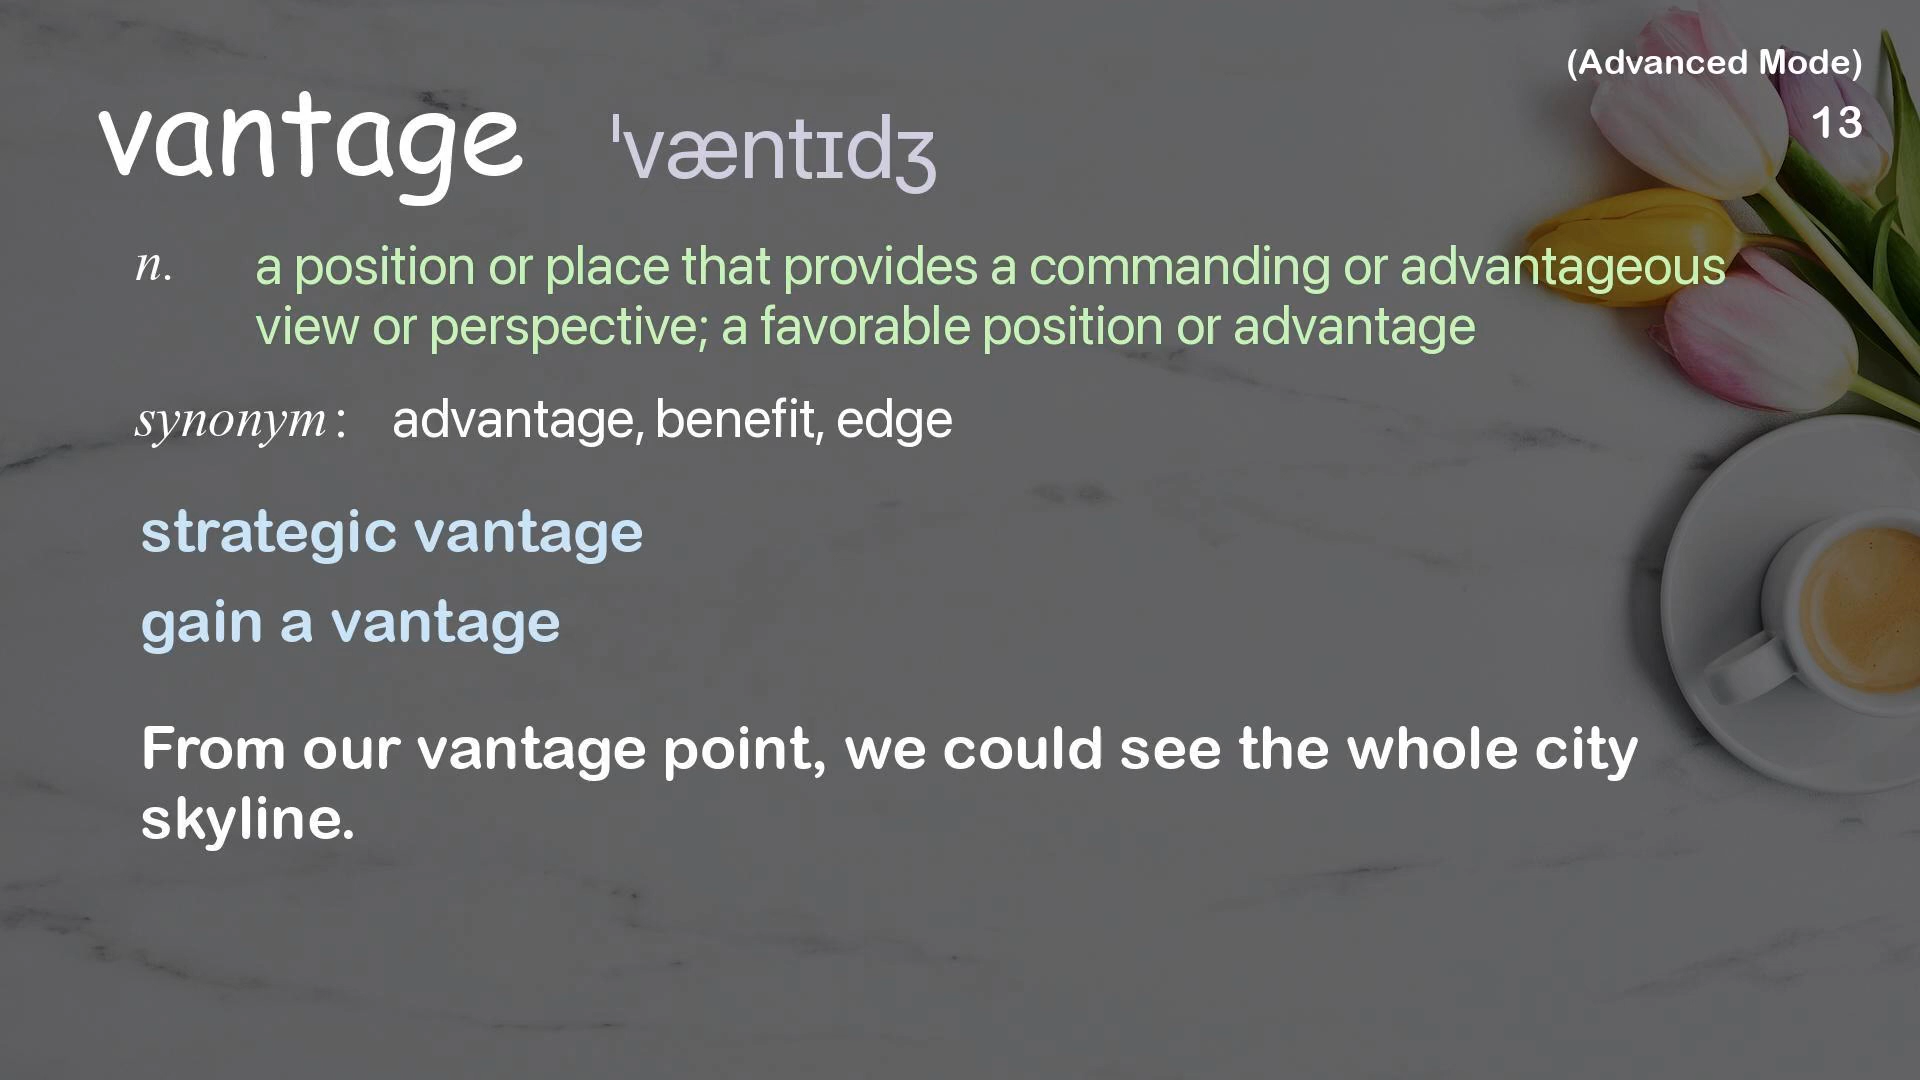 (Advanced Mode)
13
vantage ˈvæntɪdʒ
n. a position or place that provides a commanding or advantageous
view or perspective; a favorable position or advantage
synonym: advantage, benefit, edge
strategic vantage
gain a vantage
From our vantage point, we could see the whole city
skyline.